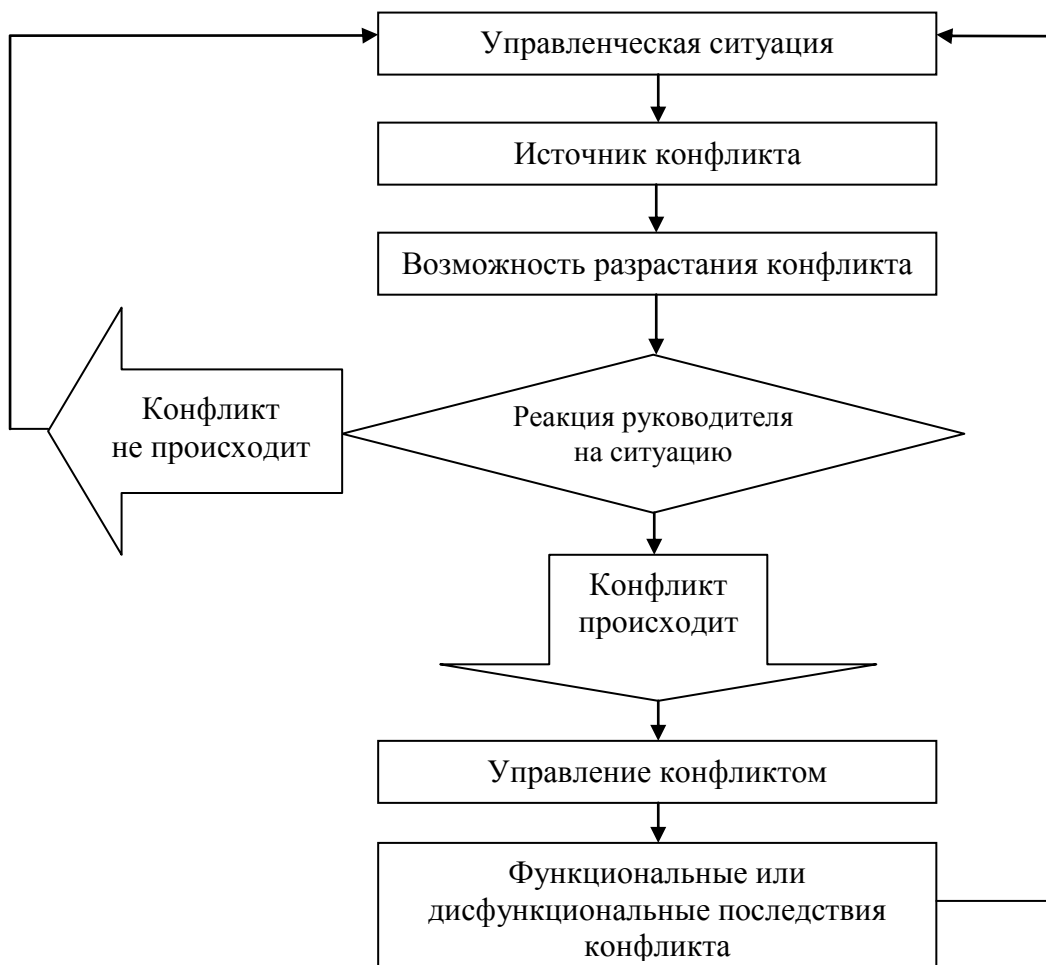 Управленческая ситуация
Источник конфликта
Возможность разрастания конфликта
Конфликт
не происходит
Реакция руководителя
на ситуацию
Конфликт
происходит
Управление конфликтом
Функциональные или
дисфункциональные последствия
конфликта